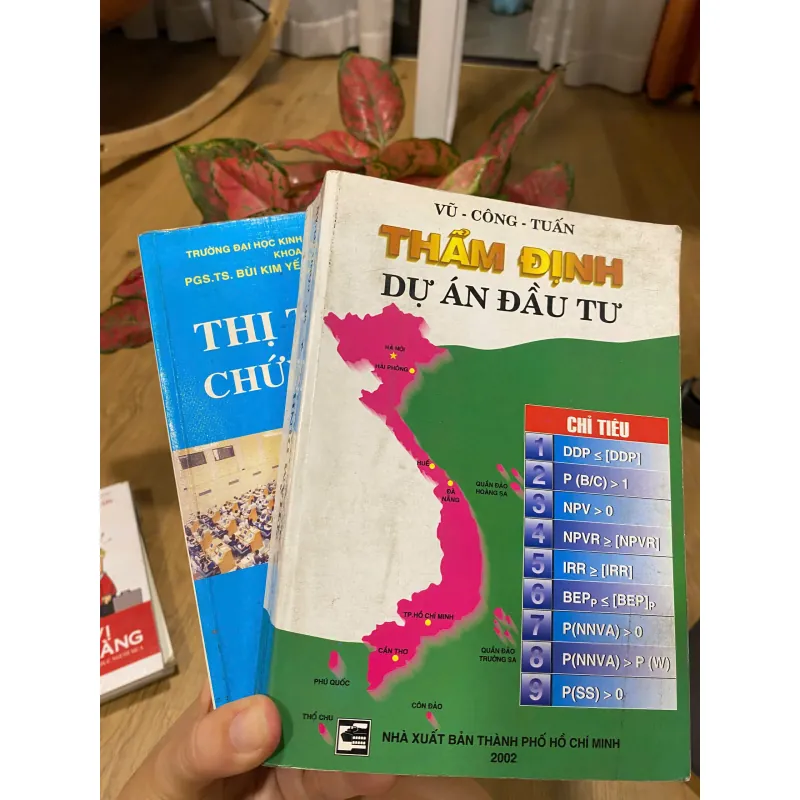 VŨ - CÔNG - TUẤN
THẨM ĐỊNH
DỰ ÁN ĐẦU TƯ
HÀ NỘI
HẢI PHÒNG
HUẾ
ĐÀ NẴNG
QUẦN ĐẢO HOÀNG SA
TP.HỒ CHÍ MINH
CẦN THƠ
QUẦN ĐẢO TRƯỜNG SA
PHÚ QUỐC
CÔN ĐẢO
THỔ CHU
CHỈ TIÊU
1 DDP ≤ [DDP]
2 P (B/C) > 1
3 NPV > 0
4 NPVR ≥ [NPVR]
5 IRR ≥ [IRR]
6 BEPP ≤ [BEP]P
7 P(NNVA) > 0
8 P(NNVA) > P (W)
9 P(SS) > 0
NHÀ XUẤT BẢN THÀNH PHỐ HỒ CHÍ MINH
2002
TRƯỜNG ĐẠI HỌC KINH
KHOA
PGS.TS. BÙI KIM YẾ
THỊ
CHỨ
VỊ
ÀNG